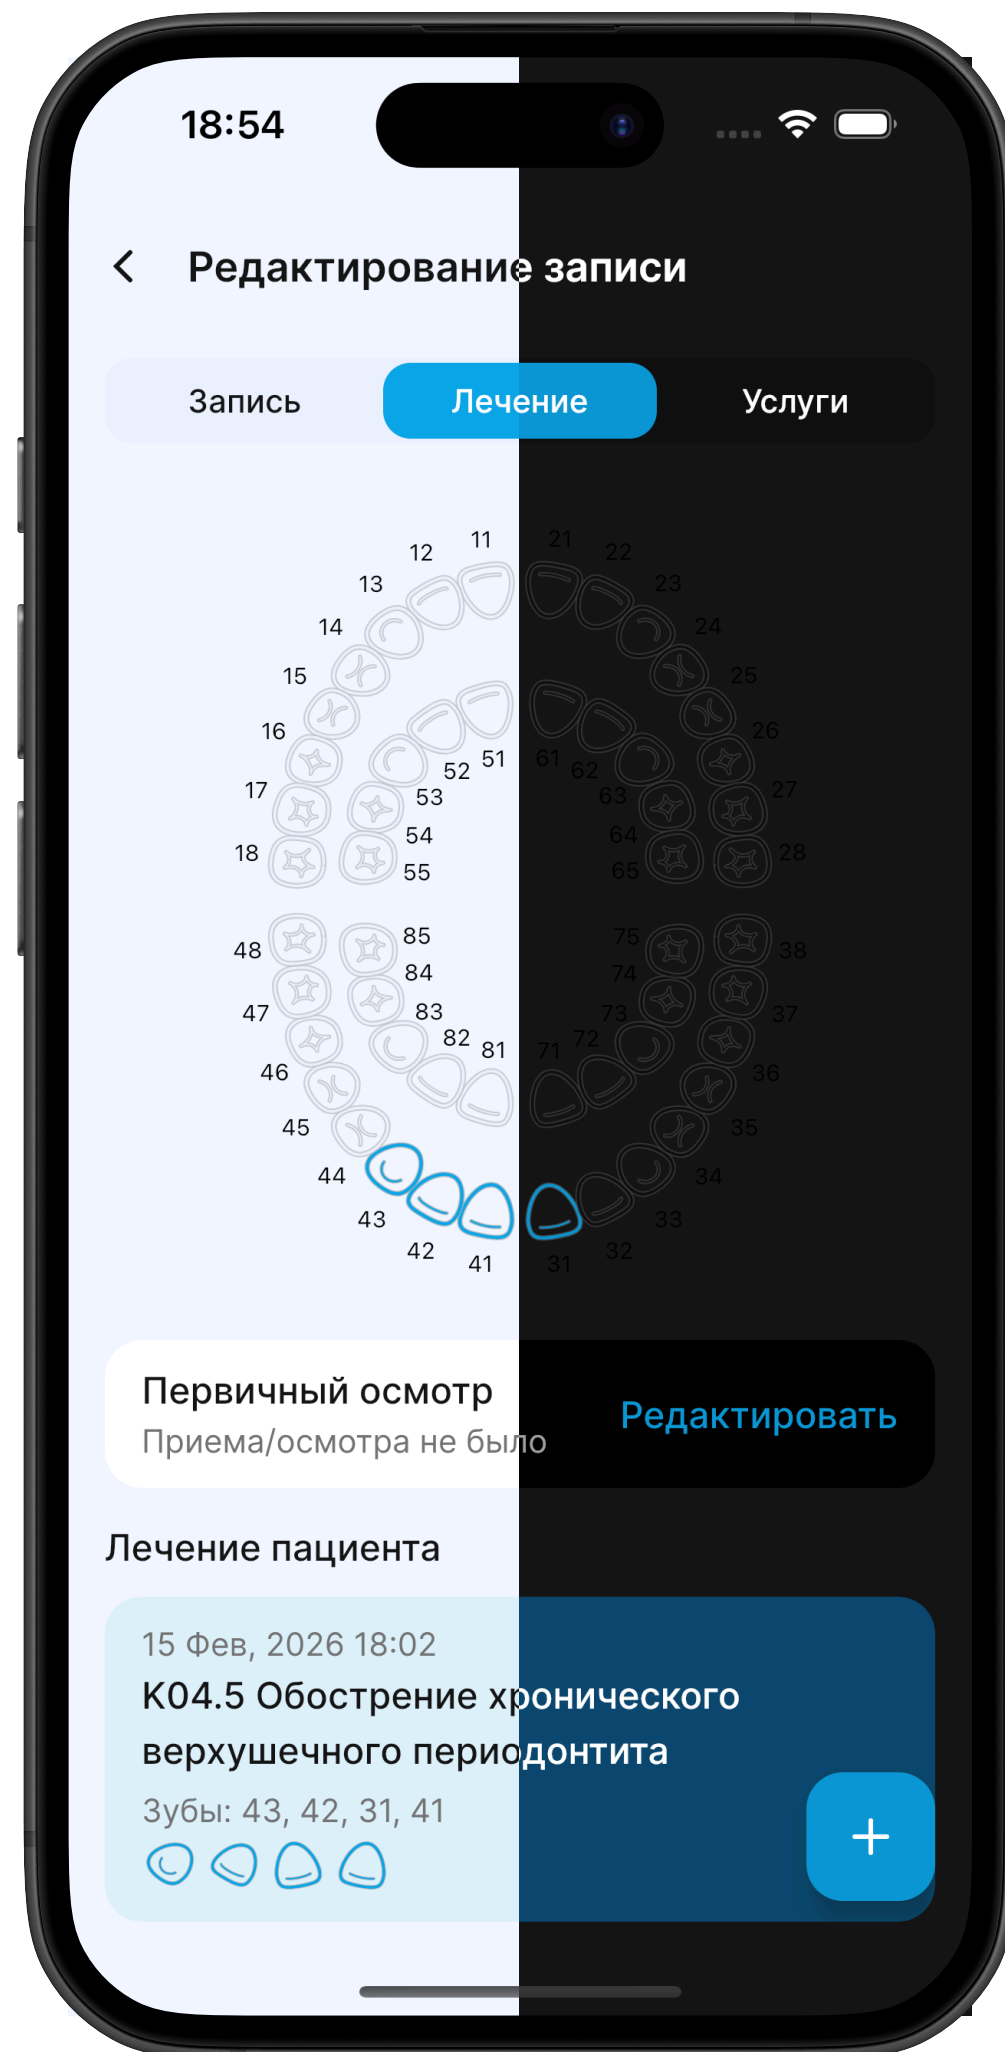 18:54
Редактирование записи
Запись Лечение Услуги
11 21
12 22
13 23
14 24
15 25
16 26
51 61
52 62
17 53 63 27
54 64
18 55 65 28
48 85 75 38
84 74
47 83 73 37
82 72
81 71
46 36
45 35
44 34
43 33
42 32
41 31
Первичный осмотр
Приема/осмотра не было
Редактировать
Лечение пациента
15 Фев, 2026 18:02
K04.5 Обострение хронического
верхушечного периодонтита
Зубы: 43, 42, 31, 41